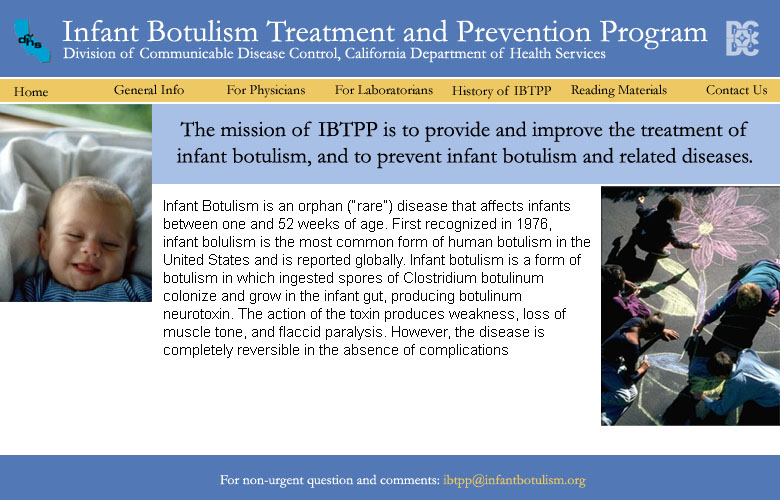 dhs
Infant Botulism Treatment and Prevention Program
Division of Communicable Disease Control, California Department of Health Services
DC
DC
Home General Info For Physicians For Laboratorians History of IBTPP Reading Materials Contact Us
The mission of IBTPP is to provide and improve the treatment of
infant botulism, and to prevent infant botulism and related diseases.
Infant Botulism is an orphan ("rare") disease that affects infants
between one and 52 weeks of age. First recognized in 1976,
infant bolulism is the most common form of human botulism in the
United States and is reported globally. Infant botulism is a form of
botulism in which ingested spores of Clostridium botulinum
colonize and grow in the infant gut, producing botulinum
neurotoxin. The action of the toxin produces weakness, loss of
muscle tone, and flaccid paralysis. However, the disease is
completely reversible in the absence of complications
For non-urgent question and comments: ibtpp@infantbotulism.org